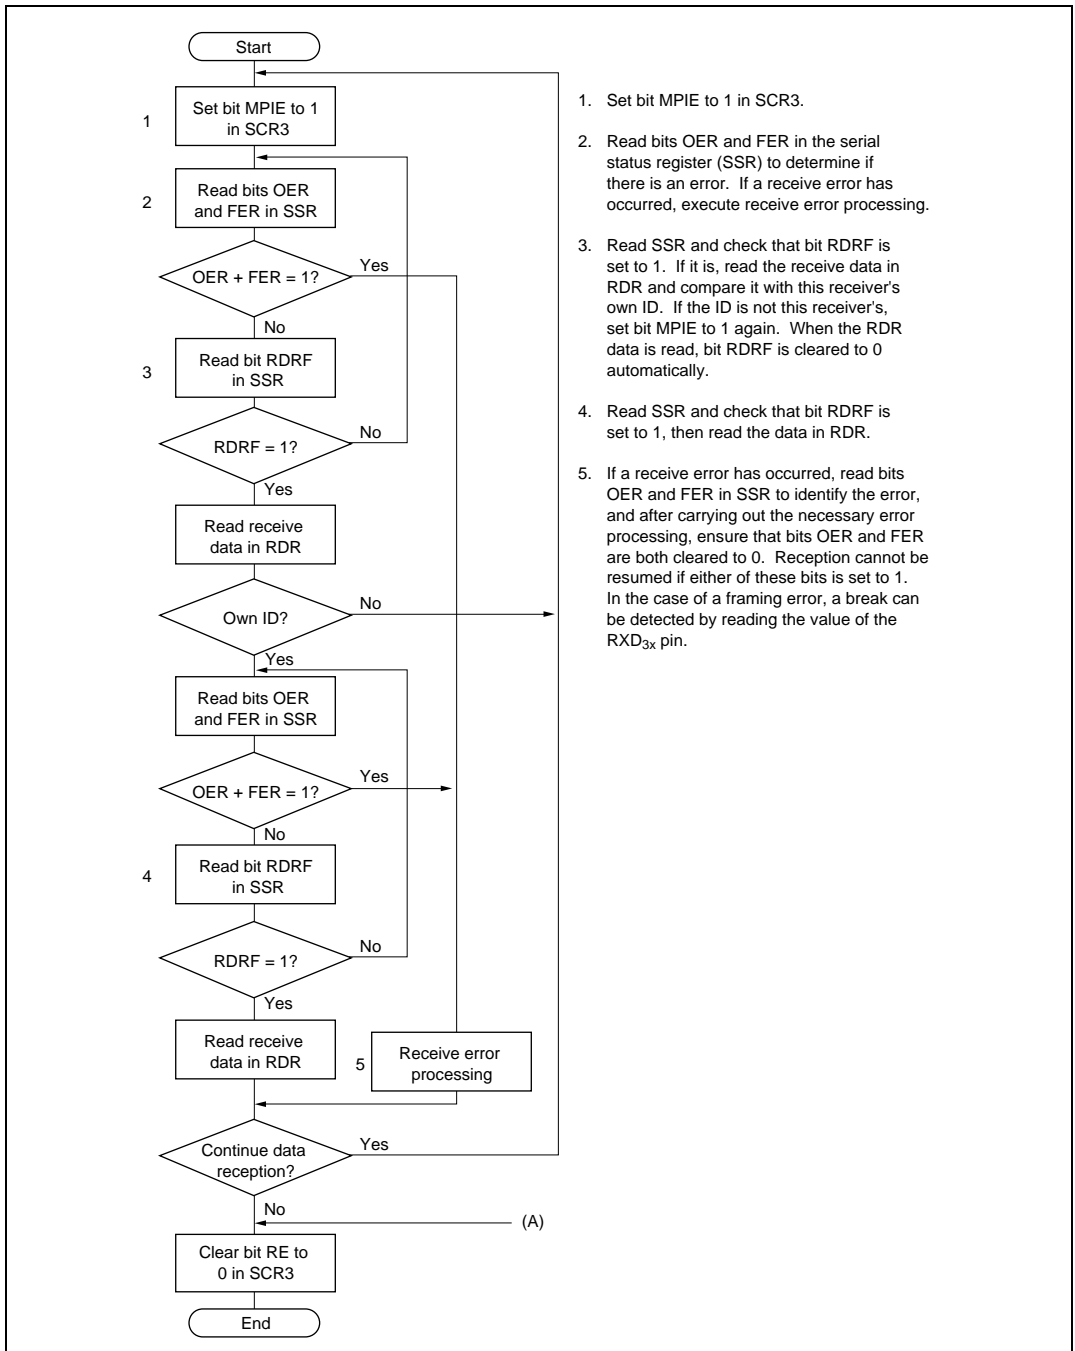 Start
1
Set bit MPIE to 1
in SCR3
2
Read bits OER
and FER in SSR
OER + FER = 1?
Yes
No
3
Read bit RDRF
in SSR
RDRF = 1?
No
Yes
Read receive
data in RDR
Own ID?
No
Yes
Read bits OER
and FER in SSR
OER + FER = 1?
Yes
No
4
Read bit RDRF
in SSR
RDRF = 1?
No
Yes
Read receive
data in RDR
5
Receive error
processing
Continue data
reception?
Yes
No
(A)
Clear bit RE to
0 in SCR3
End
1. Set bit MPIE to 1 in SCR3.
2. Read bits OER and FER in the serial
status register (SSR) to determine if
there is an error. If a receive error has
occurred, execute receive error processing.
3. Read SSR and check that bit RDRF is
set to 1. If it is, read the receive data in
RDR and compare it with this receiver's
own ID. If the ID is not this receiver's,
set bit MPIE to 1 again. When the RDR
data is read, bit RDRF is cleared to 0
automatically.
4. Read SSR and check that bit RDRF is
set to 1, then read the data in RDR.
5. If a receive error has occurred, read bits
OER and FER in SSR to identify the error,
and after carrying out the necessary error
processing, ensure that bits OER and FER
are both cleared to 0. Reception cannot be
resumed if either of these bits is set to 1.
In the case of a framing error, a break can
be detected by reading the value of the
RXD3x pin.